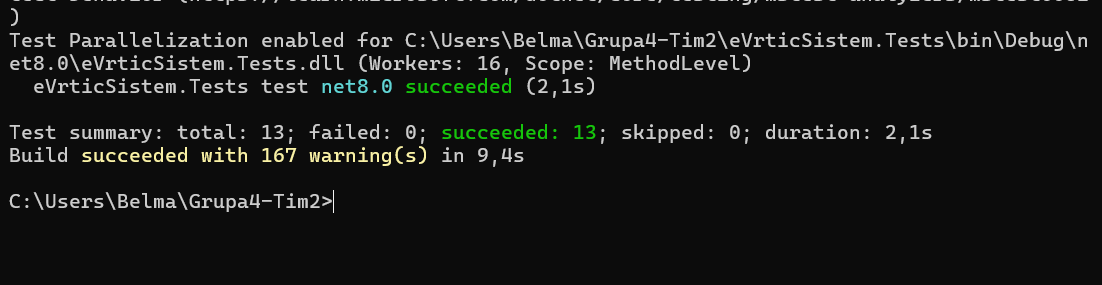 )
Test Parallelization enabled for C:\Users\Belma\Grupa4-Tim2\eVrticSistem.Tests\bin\Debug\n
et8.0\eVrticSistem.Tests.dll (Workers: 16, Scope: MethodLevel)
  eVrticSistem.Tests test net8.0 succeeded (2,1s)

Test summary: total: 13; failed: 0; succeeded: 13; skipped: 0; duration: 2,1s
Build succeeded with 167 warning(s) in 9,4s

C:\Users\Belma\Grupa4-Tim2>